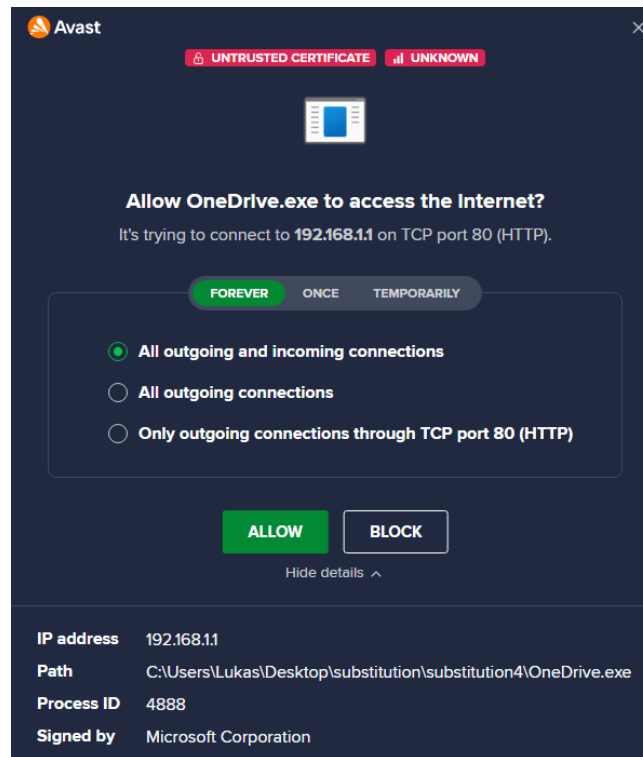 Avast
UNTRUSTED CERTIFICATE UNKNOWN
Allow OneDrive.exe to access the Internet?
It's trying to connect to 192.168.1.1 on TCP port 80 (HTTP).
FOREVER ONCE TEMPORARILY
All outgoing and incoming connections
All outgoing connections
Only outgoing connections through TCP port 80 (HTTP)
ALLOW BLOCK
Hide details
IP address 192.168.1.1
Path C:\Users\Lukas\Desktop\substitution\substitution4\OneDrive.exe
Process ID 4888
Signed by Microsoft Corporation